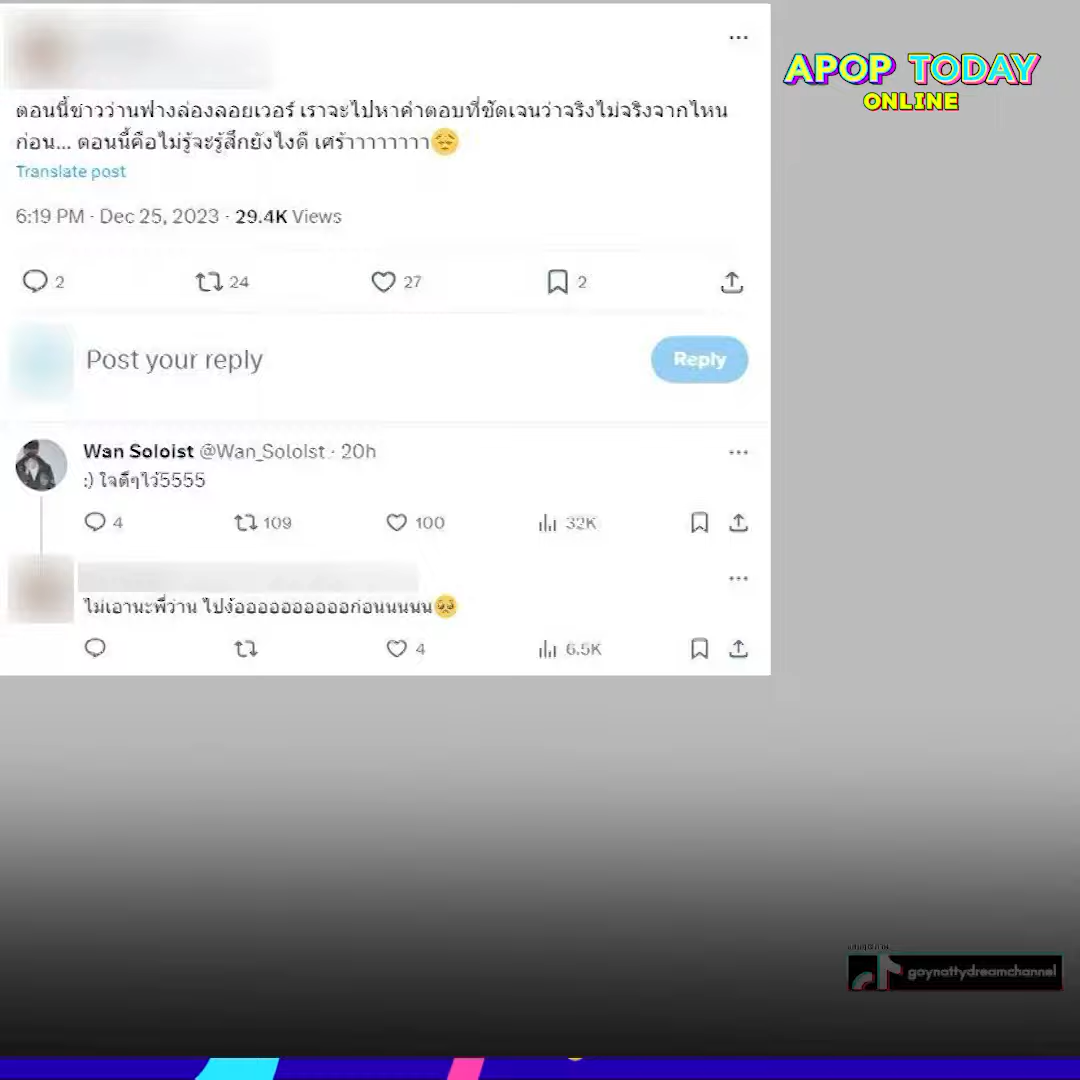 APOP TODAY
ONLINE
ตอนนี้ข่าวว่านฟางล่องลอยเวอร์ เราจะไปหาคำตอบที่ชัดเจนว่าจริงไม่จริงจากไหน
ก่อน... ตอนนี้คือไม่รู้จะรู้สึกยังไงดี เศร้าาาาาาาา🥺
Translate post
6:19 PM · Dec 25, 2023 · 29.4K Views
2 24 27 2
Post your reply
Reply
Wan Soloist @Wan_Soloist · 20h
:) ใจดีๆไว้5555
4 109 100 32K
ไม่เอานะพี่ว่าน ไปง้ออออออออออก่อนนนนน🥺
4 6.5K
goynattydreamchannel